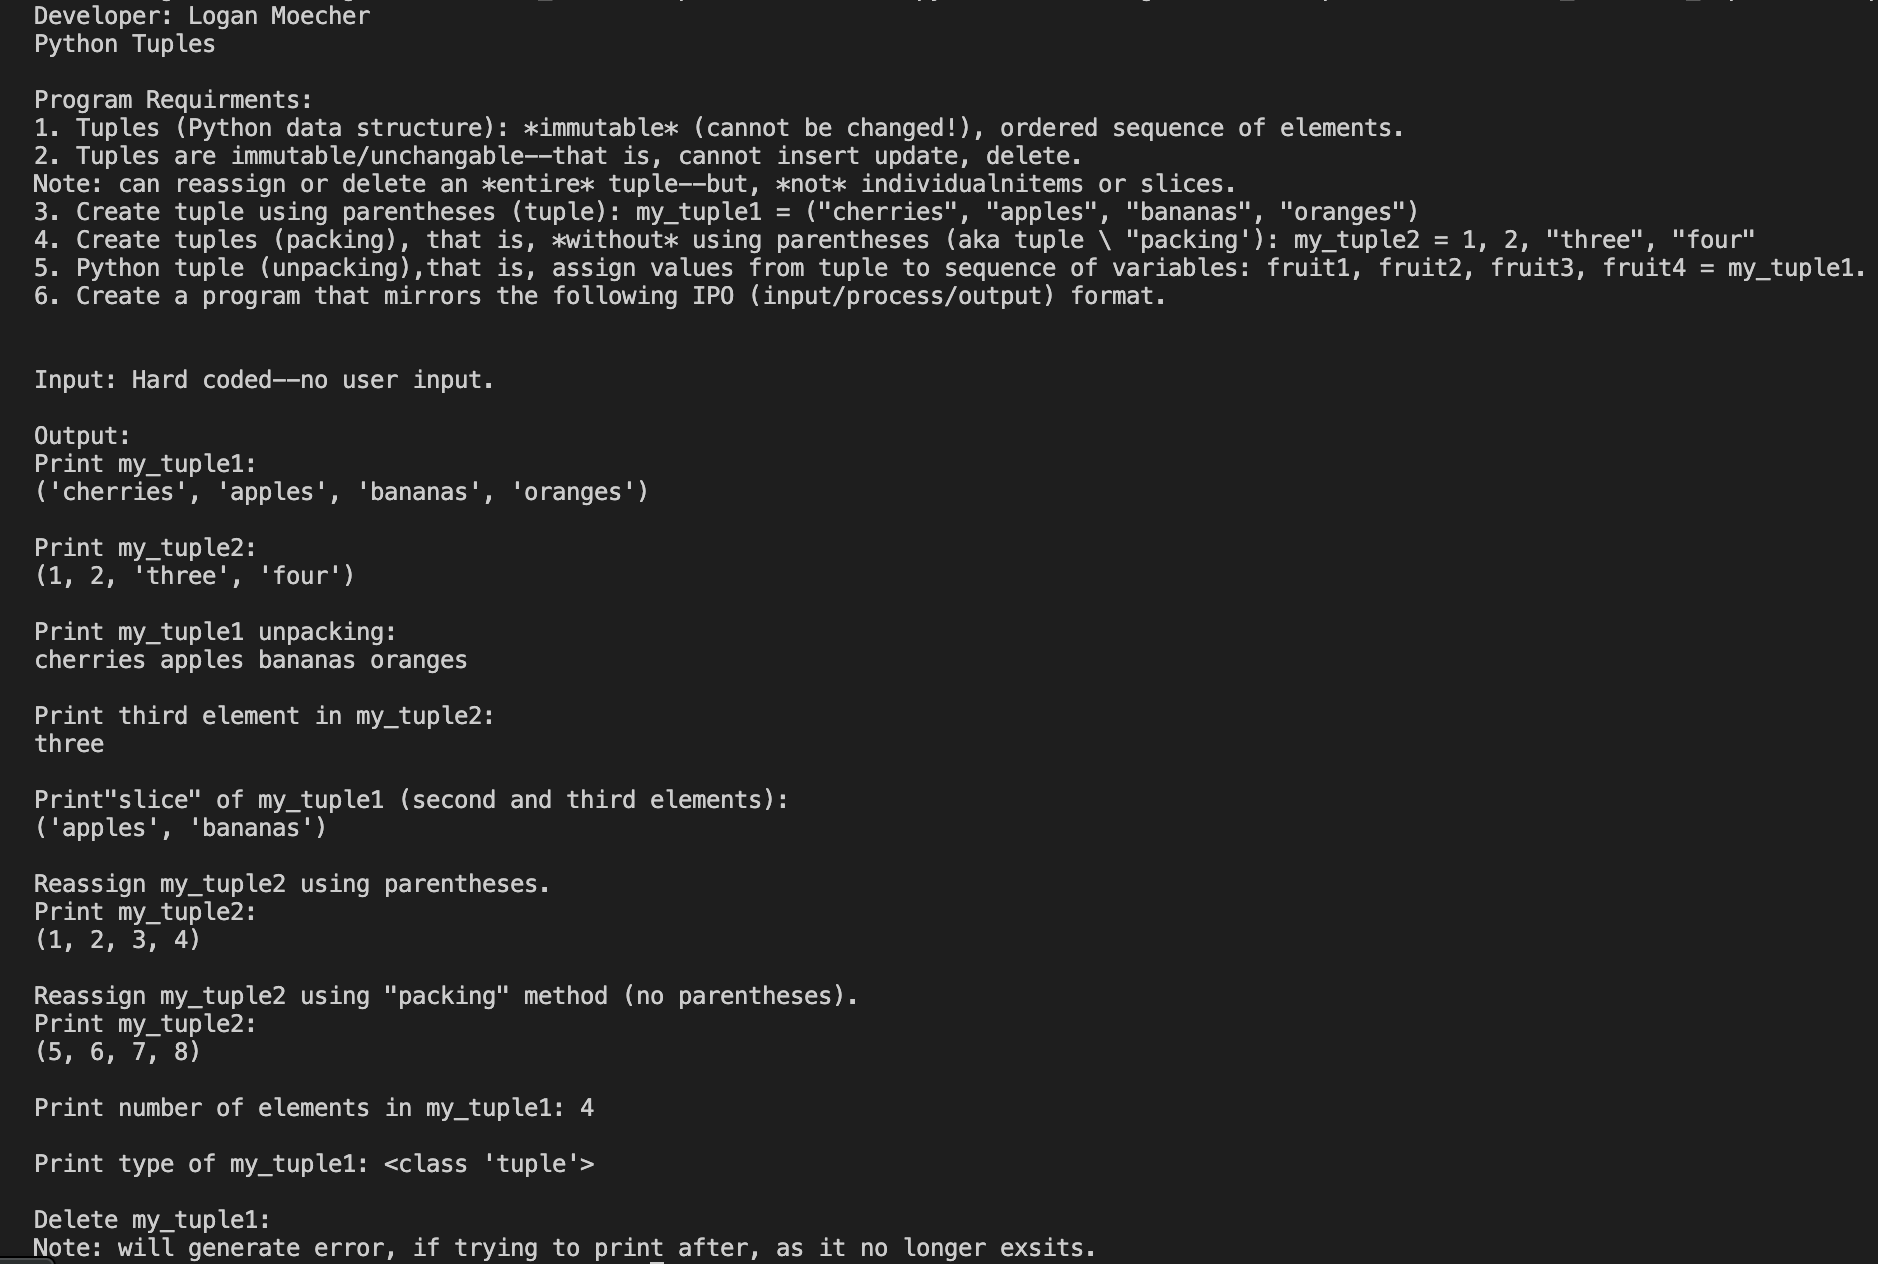 Developer: Logan Moecher
Python Tuples
Program Requirments:
1. Tuples (Python data structure): *immutable* (cannot be changed!), ordered sequence of elements.
2. Tuples are immutable/unchangable--that is, cannot insert update, delete.
Note: can reassign or delete an *entire* tuple--but, *not* individualnitems or slices.
3. Create tuple using parentheses (tuple): my_tuple1 = ("cherries", "apples", "bananas", "oranges")
4. Create tuples (packing), that is, *without* using parentheses (aka tuple \ "packing'): my_tuple2 = 1, 2, "three", "four"
5. Python tuple (unpacking),that is, assign values from tuple to sequence of variables: fruit1, fruit2, fruit3, fruit4 = my_tuple1.
6. Create a program that mirrors the following IPO (input/process/output) format.
Input: Hard coded--no user input.
Output:
Print my_tuple1:
('cherries', 'apples', 'bananas', 'oranges')
Print my_tuple2:
(1, 2, 'three', 'four')
Print my_tuple1 unpacking:
cherries apples bananas oranges
Print third element in my_tuple2:
three
Print"slice" of my_tuple1 (second and third elements):
('apples', 'bananas')
Reassign my_tuple2 using parentheses.
Print my_tuple2:
(1, 2, 3, 4)
Reassign my_tuple2 using "packing" method (no parentheses).
Print my_tuple2:
(5, 6, 7, 8)
Print number of elements in my_tuple1: 4
Print type of my_tuple1: <class 'tuple'>
Delete my_tuple1:
Note: will generate error, if trying to print after, as it no longer exsits.